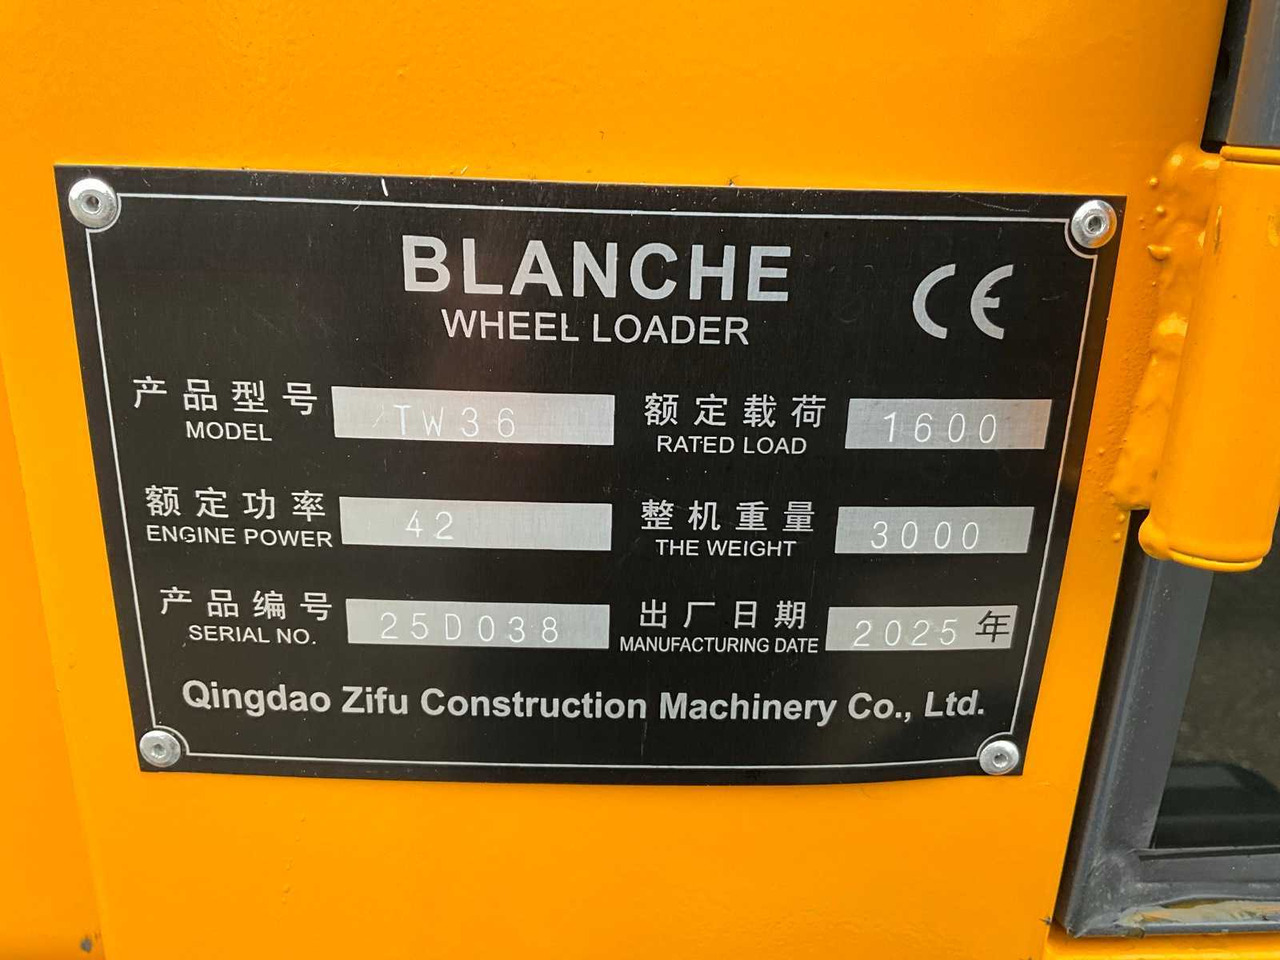 BLANCHE
CE
WHEEL LOADER
产品型号 TW36 额定载荷 1600
MODEL RATED LOAD
额定功率 42 整机重量 3000
ENGINE POWER THE WEIGHT
产品编号 25D038 出厂日期 2025年
SERIAL NO. MANUFACTURING DATE
Qingdao Zifu Construction Machinery Co., Ltd.